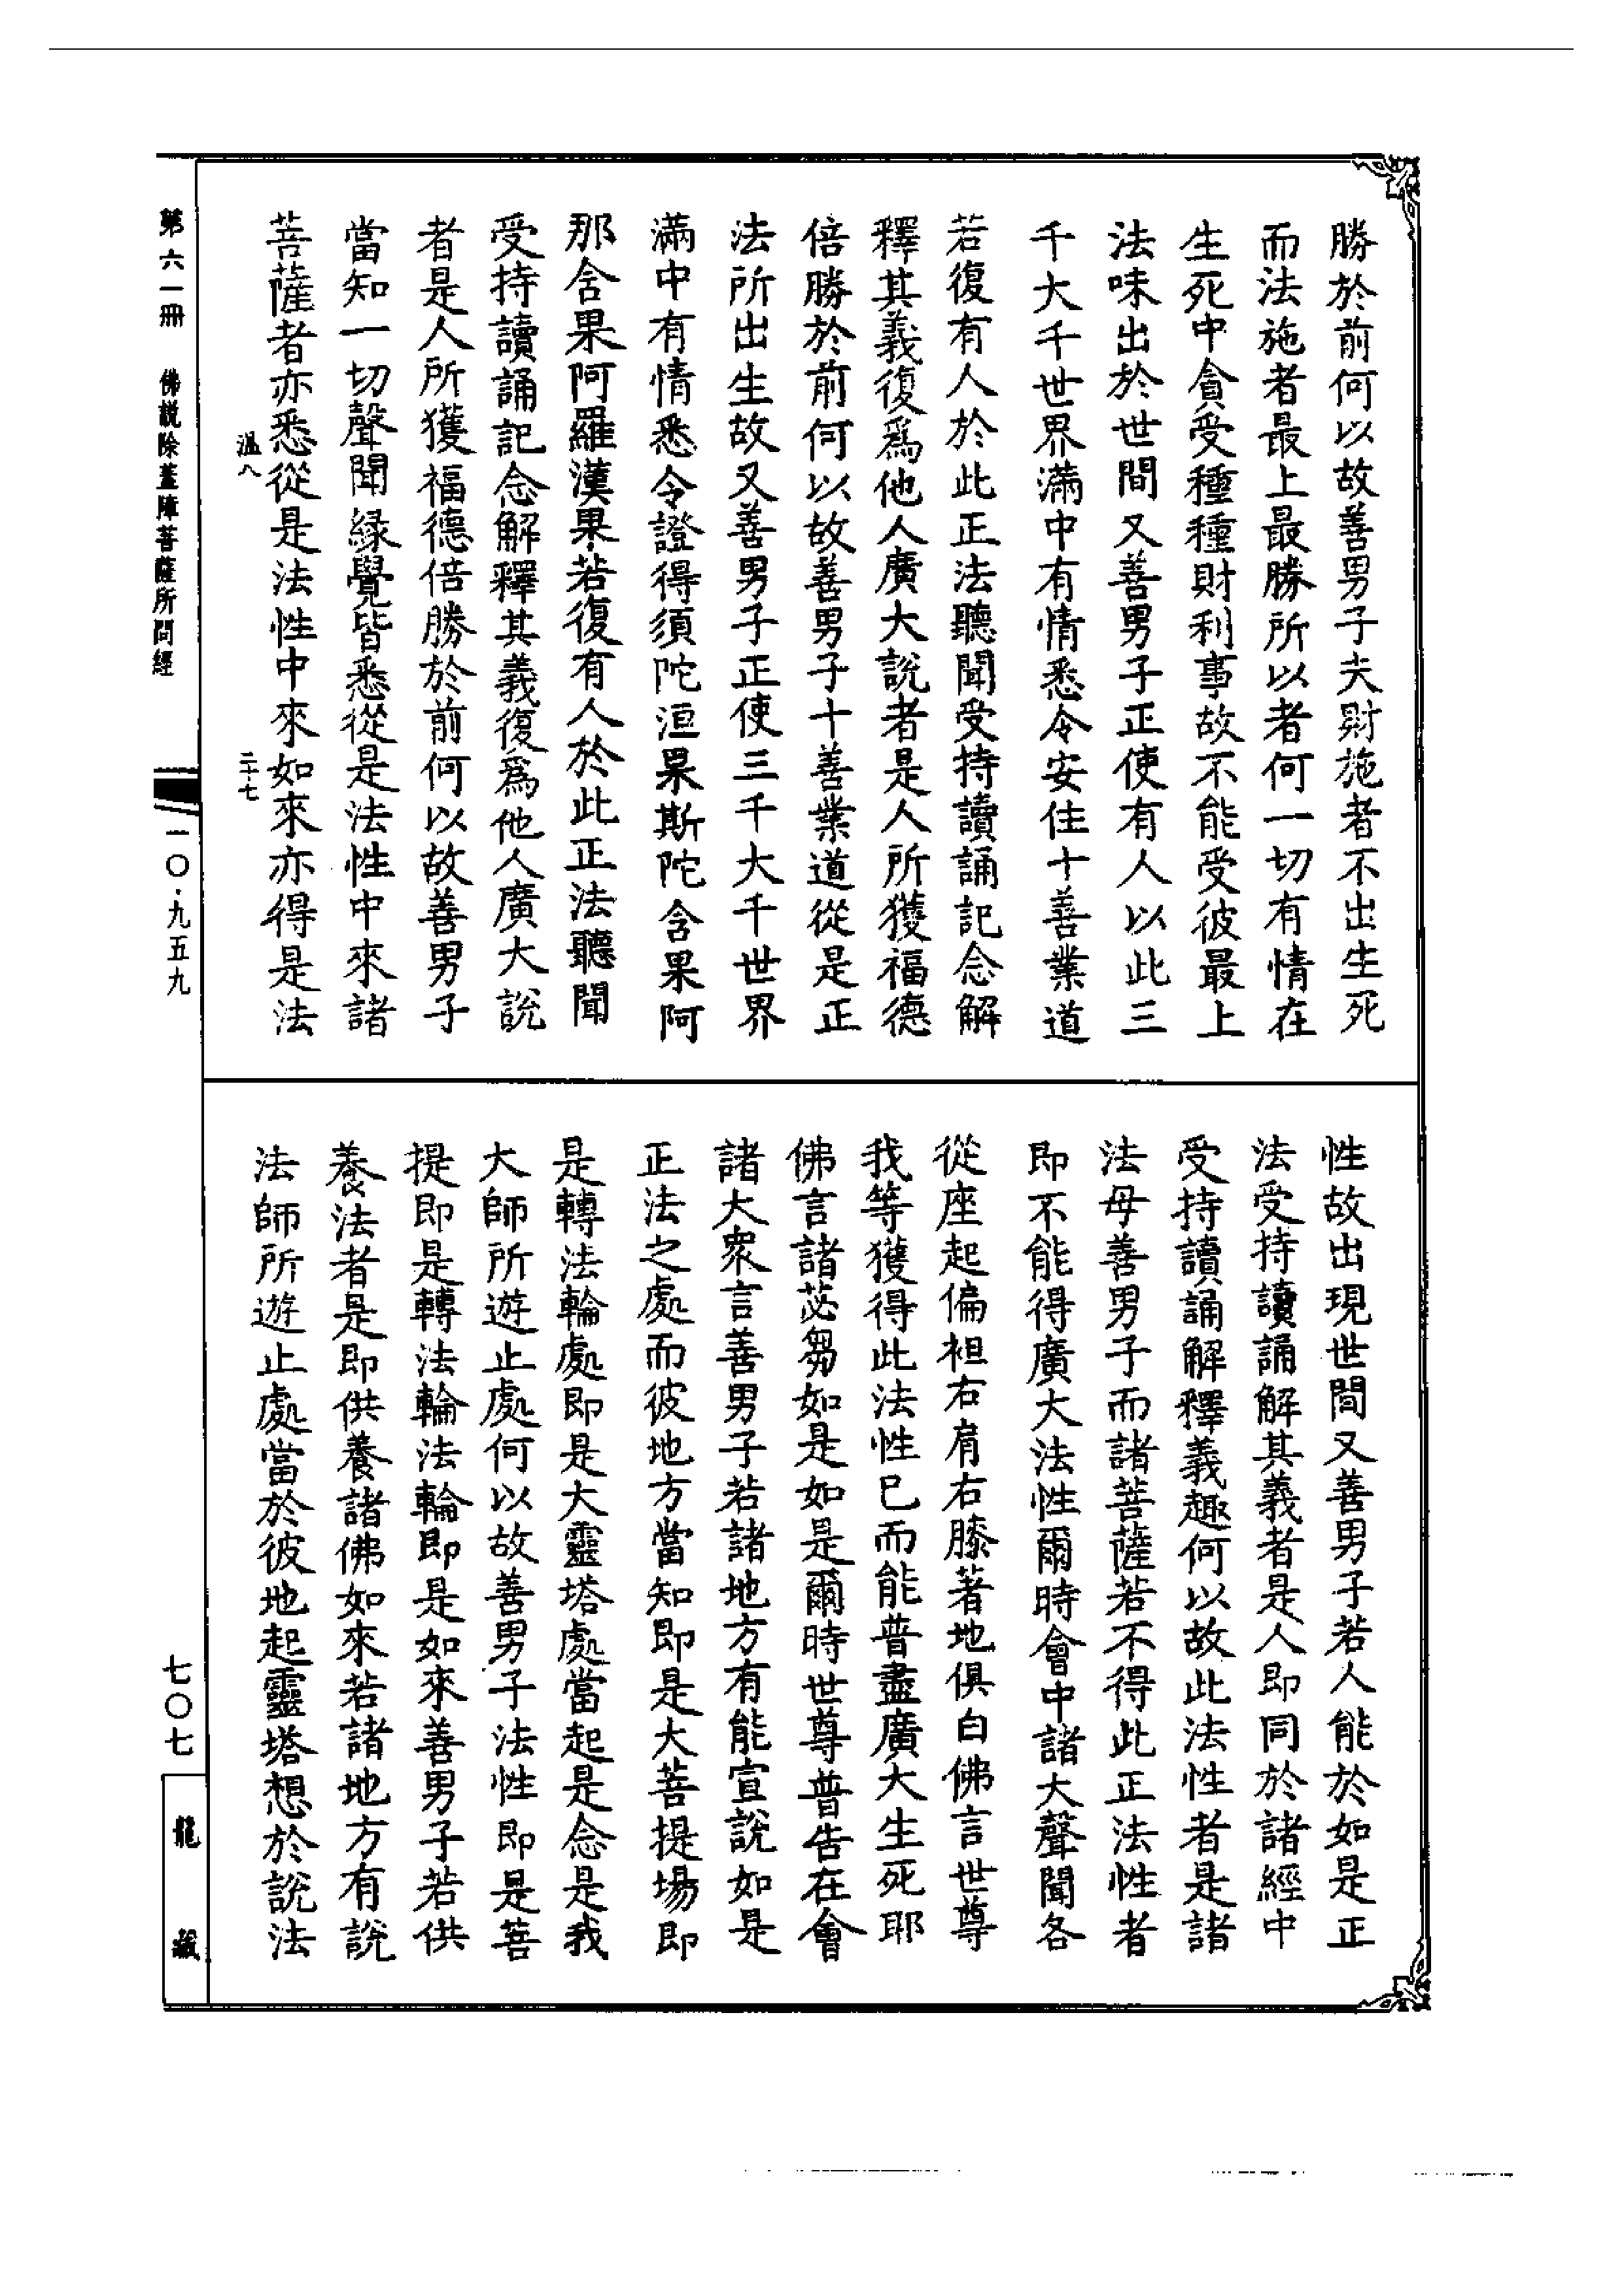 勝於前何以故善男子夫財施者不出生死
而法施者最上最勝所以者何一切有情在
生死中貪受種種財利事故不能受彼最上
法味出於世間又善男子正使有人以此三
千大千世界滿中有情悉令安住十善業道
若復有人於此正法聽聞受持讀誦記念解
釋其義復爲他人廣大說者是人所獲福德
倍勝於前何以故善男子十善業道從是正
法所出生故又善男子正使三千大千世界
滿中有情悉令證得須陀洹果斯陀含果阿
那含果阿羅漢果若復有人於此正法聽聞
受持讀誦記念解釋其義復爲他人廣大說
者是人所獲福德倍勝於前何以故善男子
當知一切聲聞緣覺皆悉從是法性中來諸
菩薩者亦悉從是法性中來如來亦得是法
溫八
二十七
性故出現世間又善男子若人能於如是正
法受持讀誦解其義者是人即同於諸經中
受持讀誦解釋義趣何以故此法性者是諸
法母善男子而諸菩薩若不得此正法性者
即不能得廣大法性爾時會中諸大聲聞各
從座起偏袒右肩右膝著地俱白佛言世尊
我等獲得此法性已而能普盡廣大生死耶
佛言諸苾芻如是如是爾時世尊普告在會
諸大眾言善男子若諸地方有能宣說如是
正法之處而彼地方當知即是大菩提場即
是轉法輪處即是大靈塔處當起是念是我
大師所遊止處何以故善男子法性即是菩
提即是轉法輪法輪即是如來善男子若供
養法者是即供養諸佛如來若諸地方有說
法師所遊止處當於彼地起靈塔想於說法
第六一冊 佛說除蓋障菩薩所問經
一〇·九五九
七〇七
龍藏